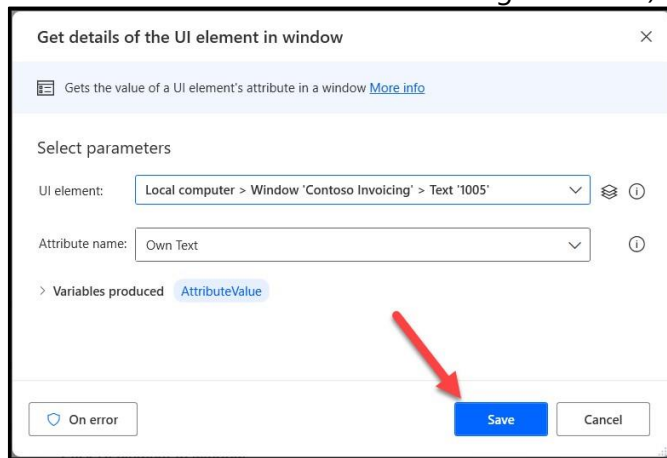 Get details of the UI element in window
Gets the value of a UI element's attribute in a window More info
Select parameters
UI element: Local computer > Window 'Contoso Invoicing' > Text '1005'
Attribute name: Own Text
> Variables produced AttributeValue
On error Save Cancel